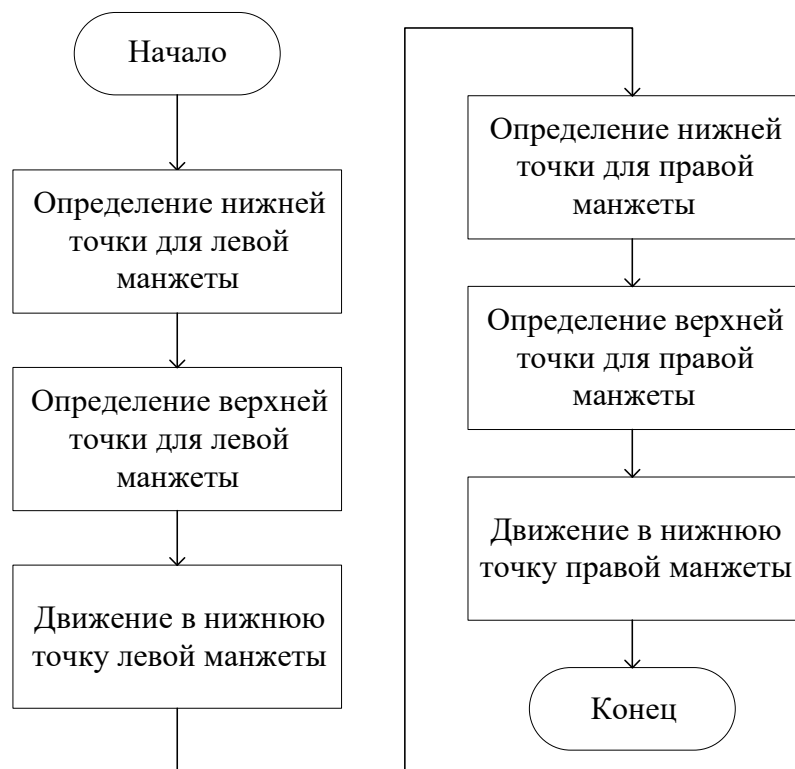 Начало
Определение нижней
точки для левой
манжеты
Определение верхней
точки для левой
манжеты
Движение в нижнюю
точку левой манжеты
Определение нижней
точки для правой
манжеты
Определение верхней
точки для правой
манжеты
Движение в нижнюю
точку правой манжеты
Конец